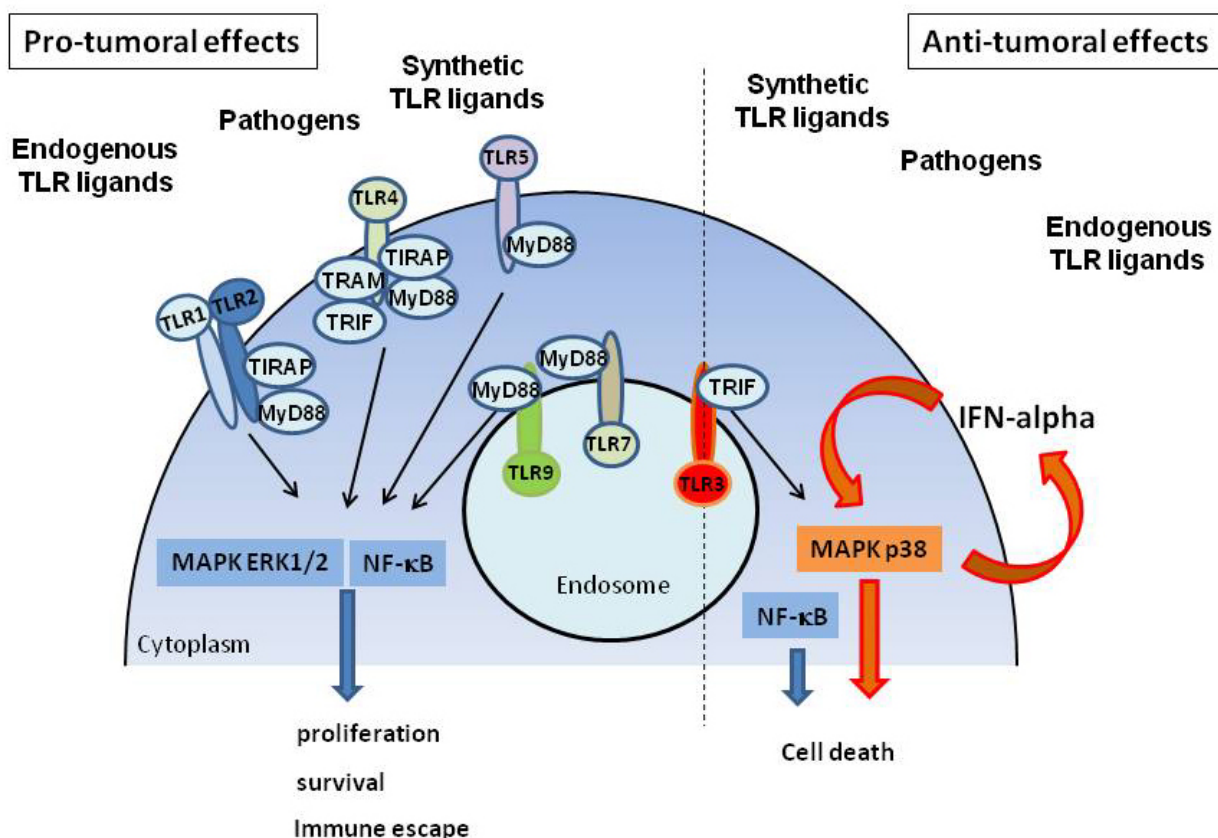 Pro-tumoral effects
Anti-tumoral effects
Synthetic
TLR ligands
Pathogens
Endogenous
TLR ligands
Synthetic
TLR ligands
Pathogens
Endogenous
TLR ligands
TLR5
MyD88
TLR4
TIRAP
TRAM
MyD88
TRIF
TLR1
TLR2
TIRAP
MyD88
MyD88
MyD88
TLR9
TLR7
TLR3
TRIF
IFN-alpha
MAPK ERK1/2
NF-κB
Endosome
MAPK p38
NF-κB
Cytoplasm
proliferation
survival
Immune escape
Cell death